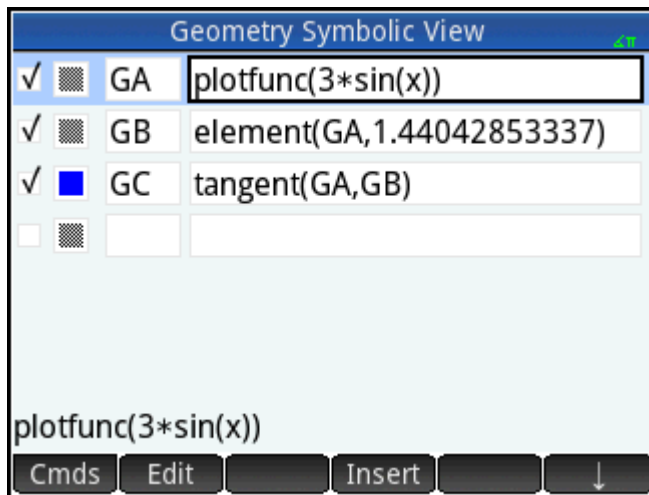 Geometry Symbolic View
∡π
GA plotfunc(3*sin(x))
GB element(GA,1.44042853337)
GC tangent(GA,GB)
plotfunc(3*sin(x))
Cmds Edit Insert ↓